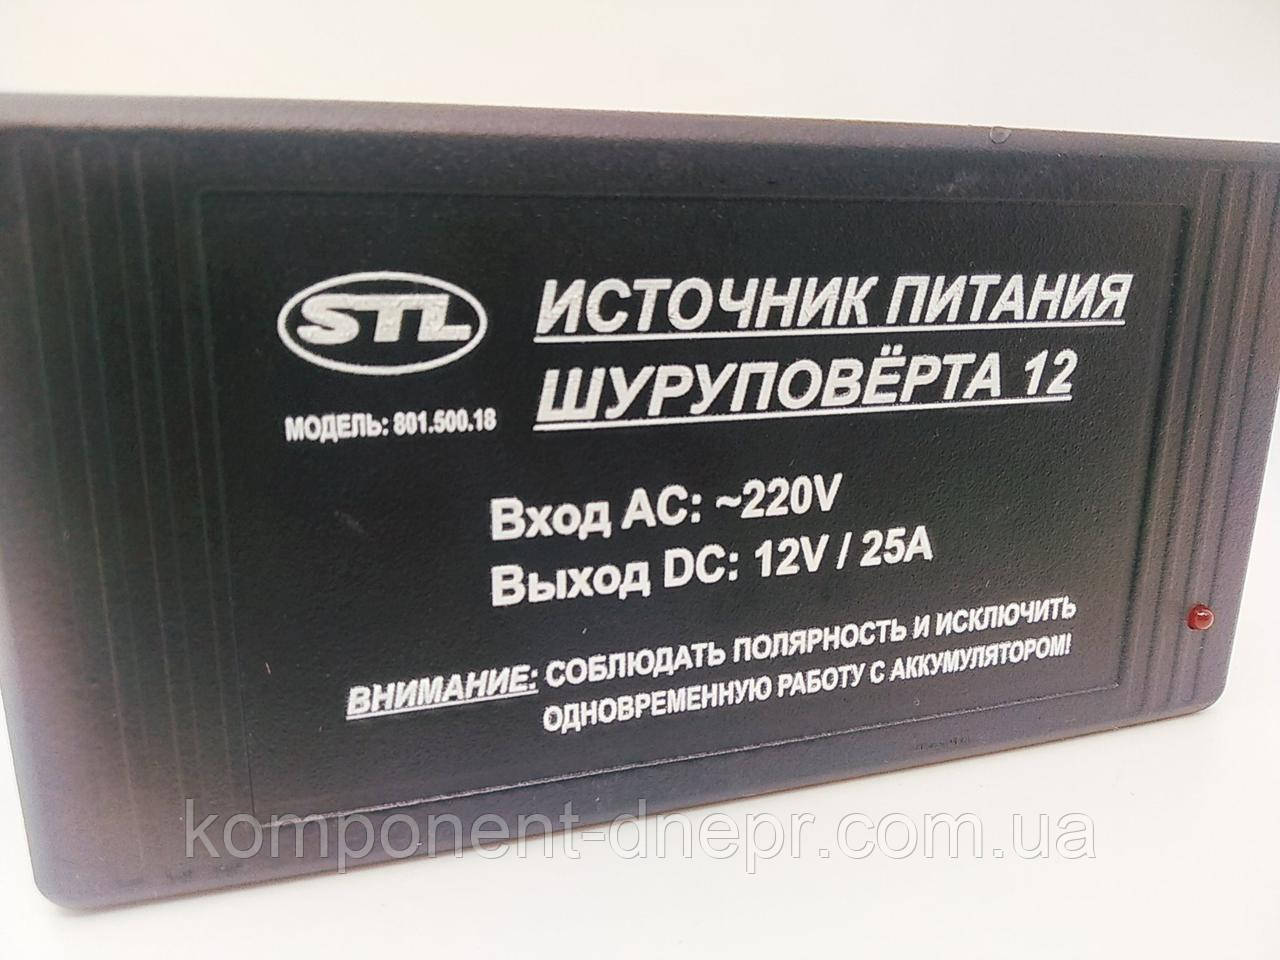 STL
МОДЕЛЬ: 801.500.18
ИСТОЧНИК ПИТАНИЯ
ШУРУПОВЁРТА 12
Вход AC: ~220V
Выход DC: 12V / 25A
ВНИМАНИЕ: СОБЛЮДАТЬ ПОЛЯРНОСТЬ И ИСКЛЮЧИТЬ
ОДНОВРЕМЕННУЮ РАБОТУ С АККУМУЛЯТОРОМ!
komponent-dnepr.com.ua